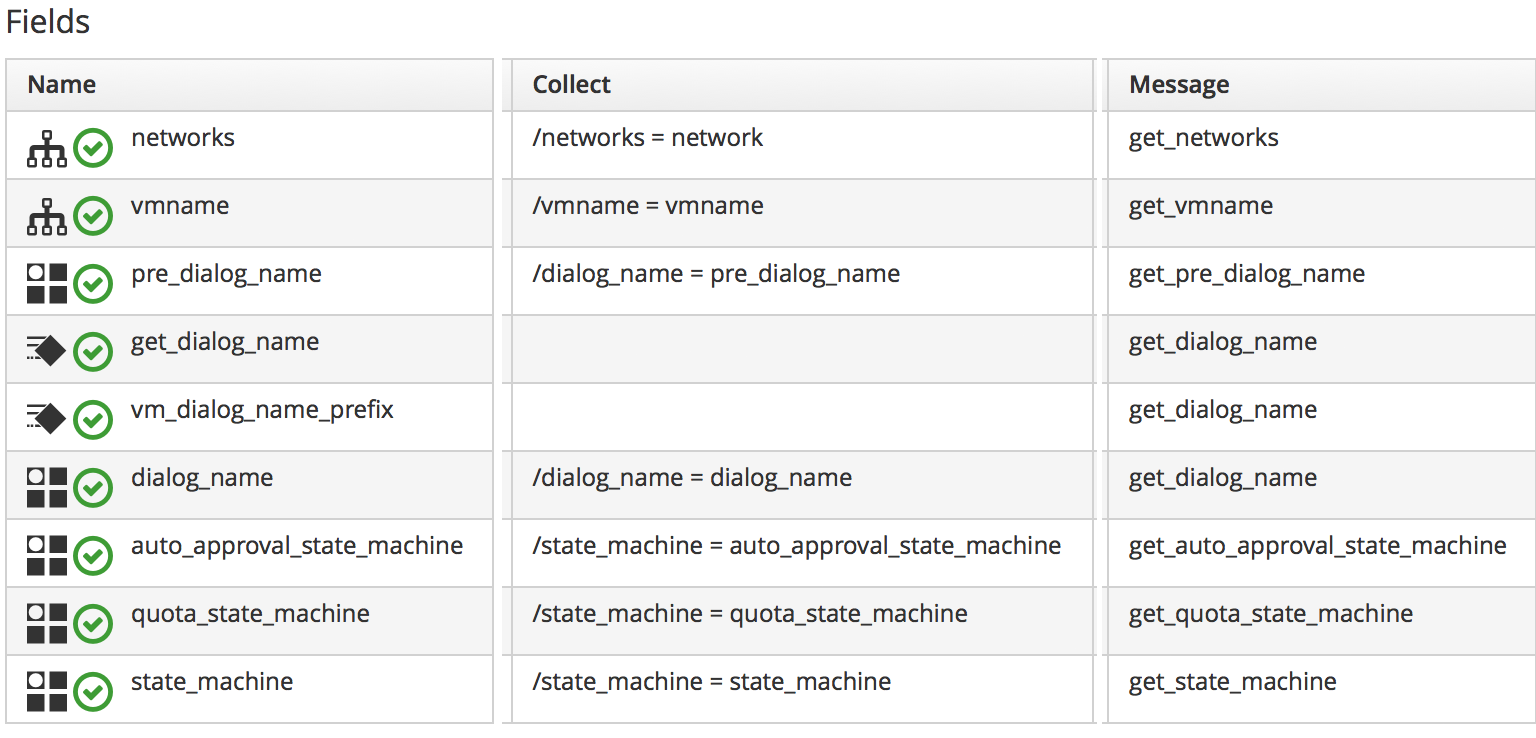 Fields
Name Collect Message
networks /networks = network get_networks
vmname /vmname = vmname get_vmname
pre_dialog_name /dialog_name = pre_dialog_name get_pre_dialog_name
get_dialog_name get_dialog_name
vm_dialog_name_prefix get_dialog_name
dialog_name /dialog_name = dialog_name get_dialog_name
auto_approval_state_machine /state_machine = auto_approval_state_machine get_auto_approval_state_machine
quota_state_machine /state_machine = quota_state_machine get_quota_state_machine
state_machine /state_machine = state_machine get_state_machine